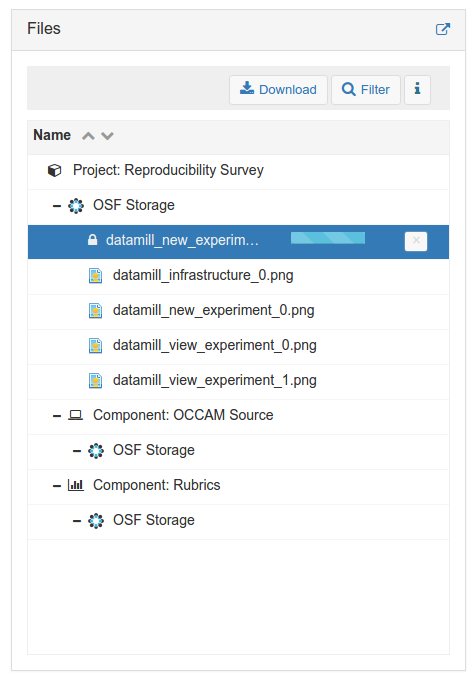 Files
Download Filter i
Name
Project: Reproducibility Survey
OSF Storage
datamill_new_experim…
datamill_infrastructure_0.png
datamill_new_experiment_0.png
datamill_view_experiment_0.png
datamill_view_experiment_1.png
Component: OCCAM Source
OSF Storage
Component: Rubrics
OSF Storage